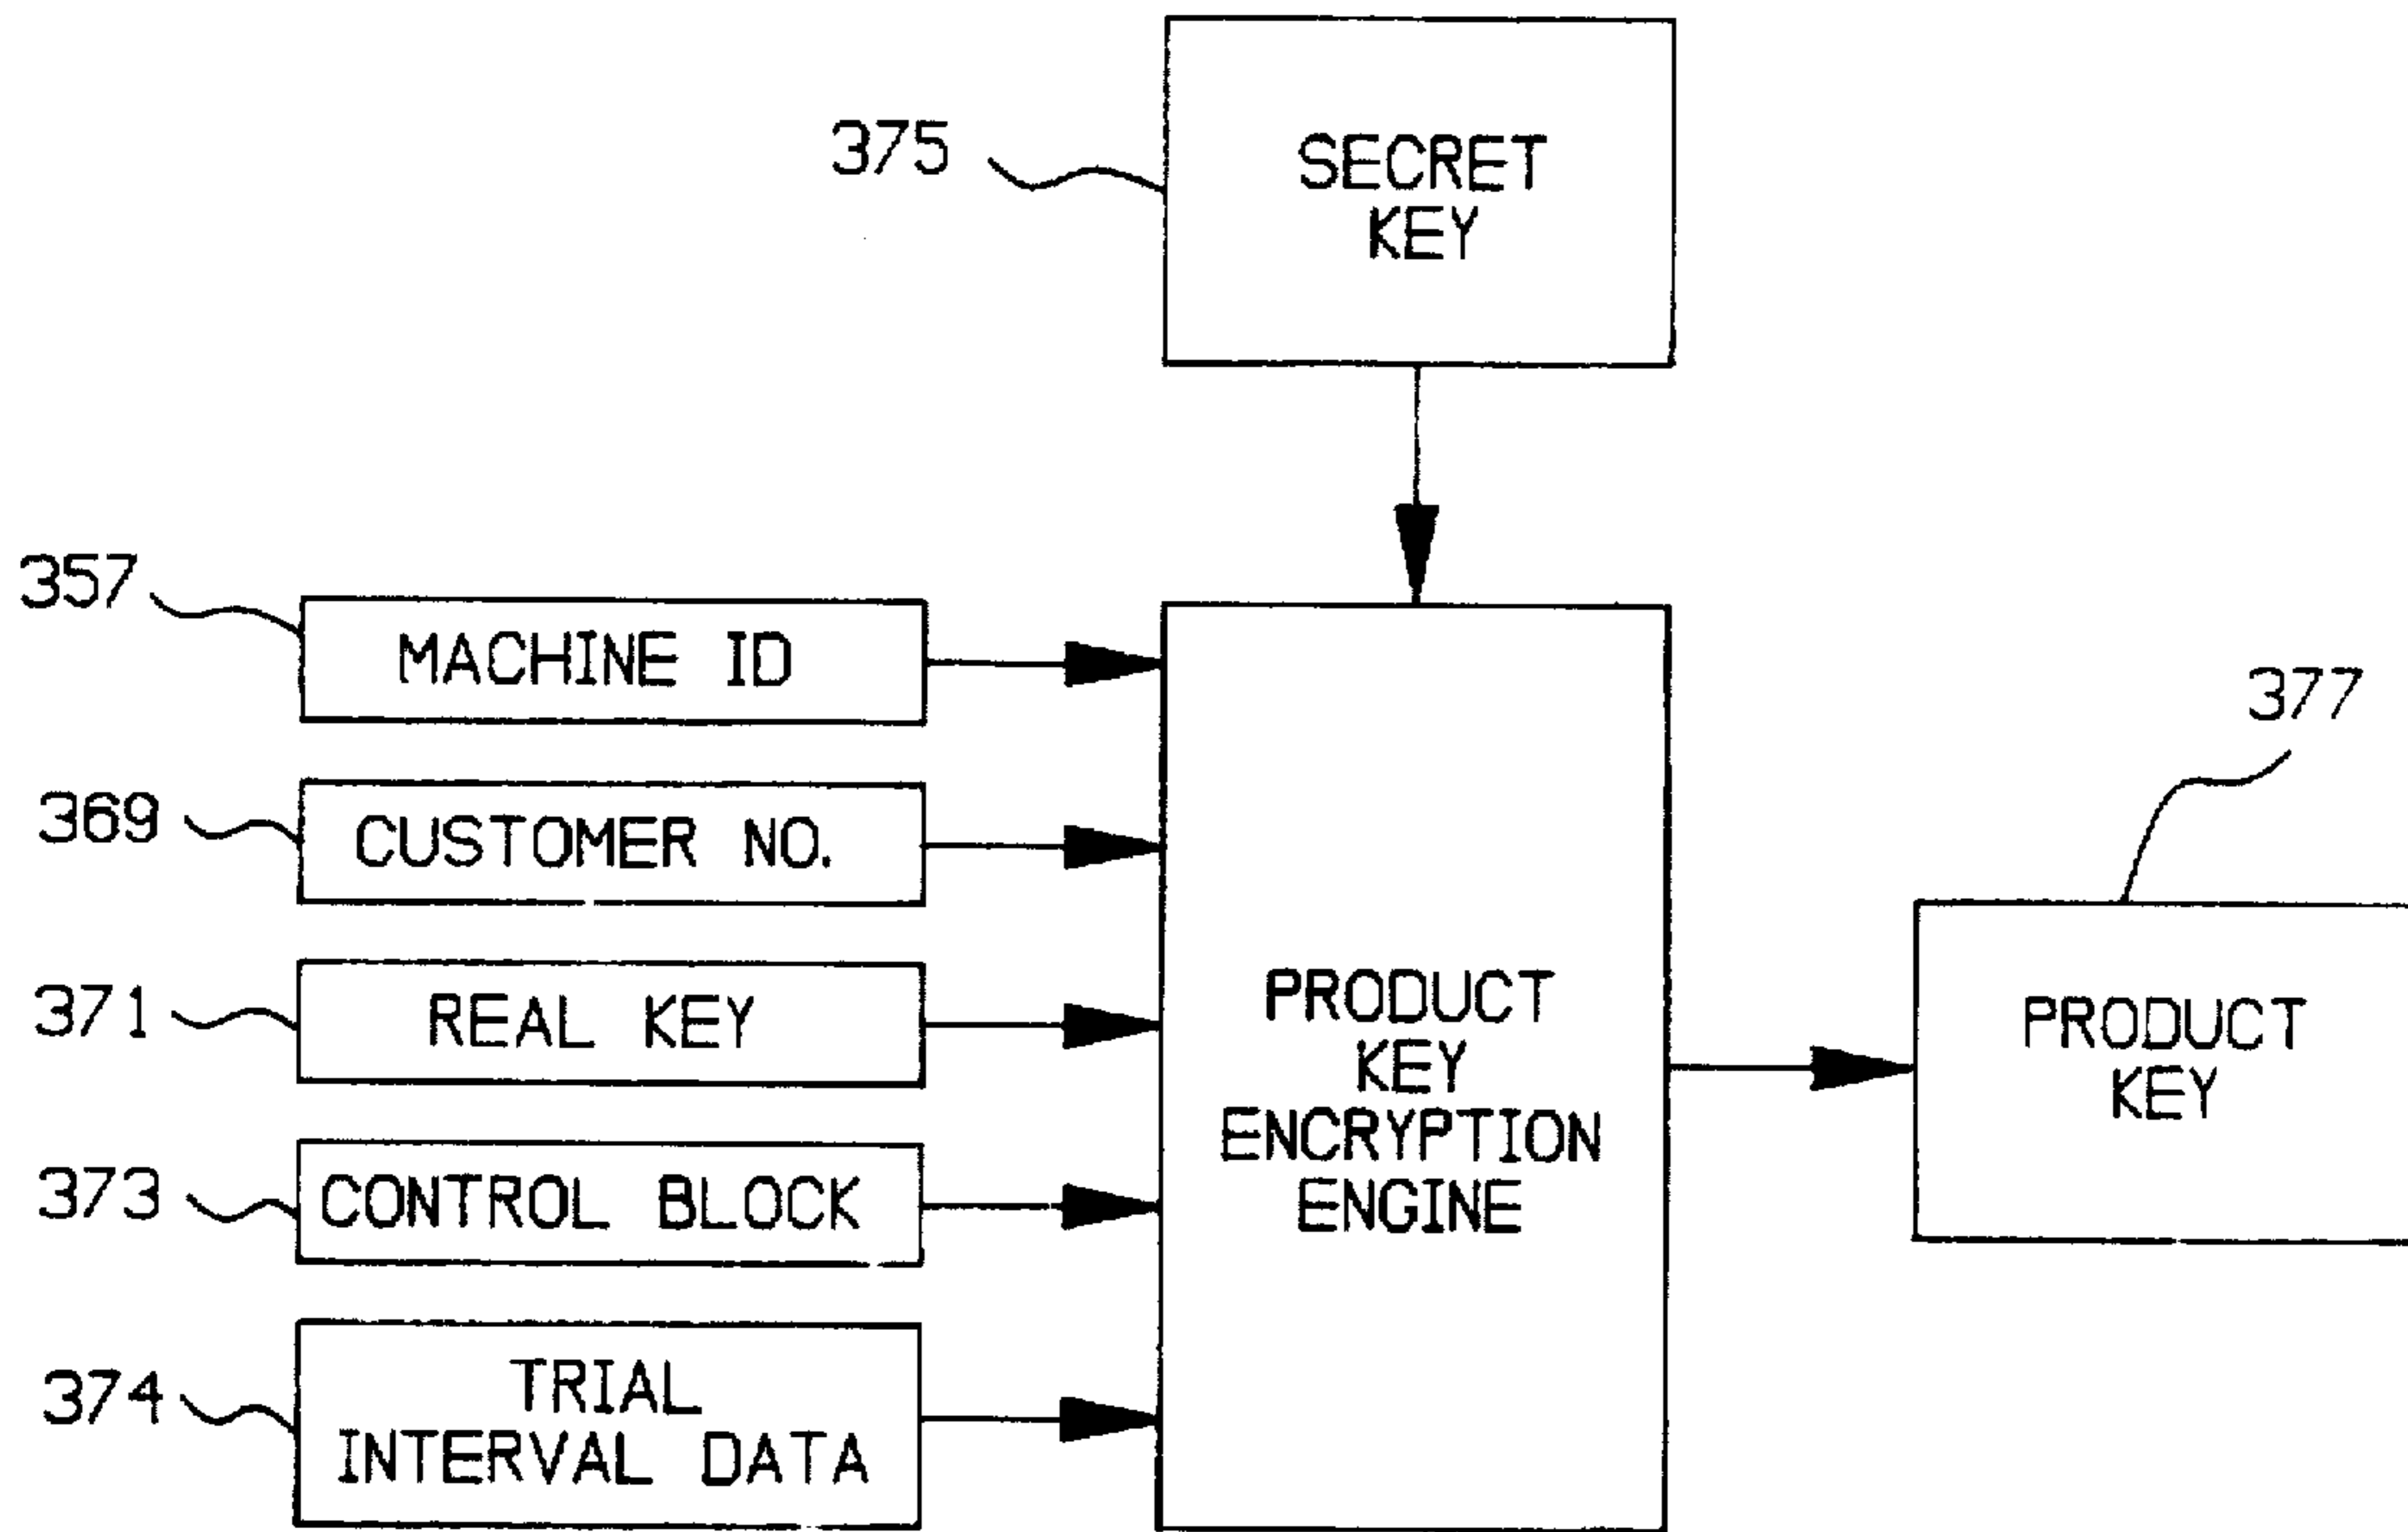 375
SECRET
KEY
357
MACHINE ID
369
CUSTOMER NO.
371
REAL KEY
373
CONTROL BLOCK
374
TRIAL
INTERVAL DATA
PRODUCT
KEY
ENCRYPTION
ENGINE
377
PRODUCT
KEY